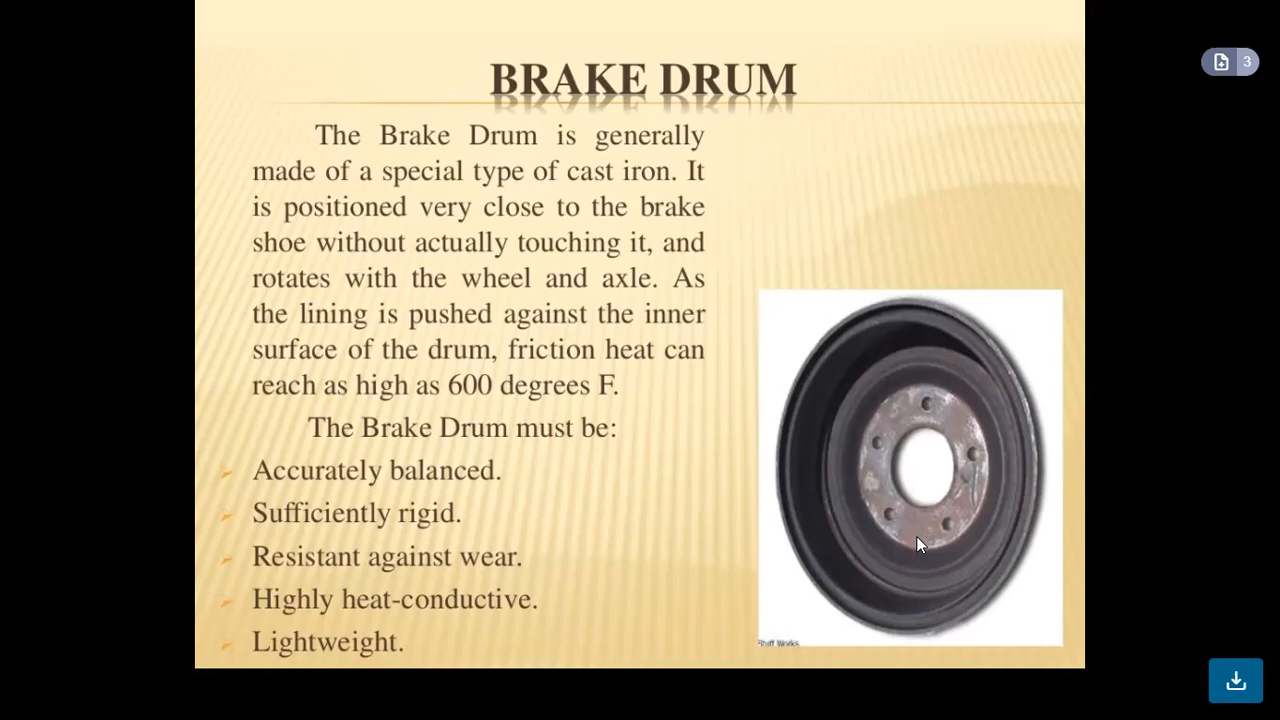 BRAKE DRUM
3
The Brake Drum is generally
made of a special type of cast iron. It
is positioned very close to the brake
shoe without actually touching it, and
rotates with the wheel and axle. As
the lining is pushed against the inner
surface of the drum, friction heat can
reach as high as 600 degrees F.
The Brake Drum must be:
Accurately balanced.
Sufficiently rigid.
Resistant against wear.
Highly heat-conductive.
Lightweight.
Stuff Works